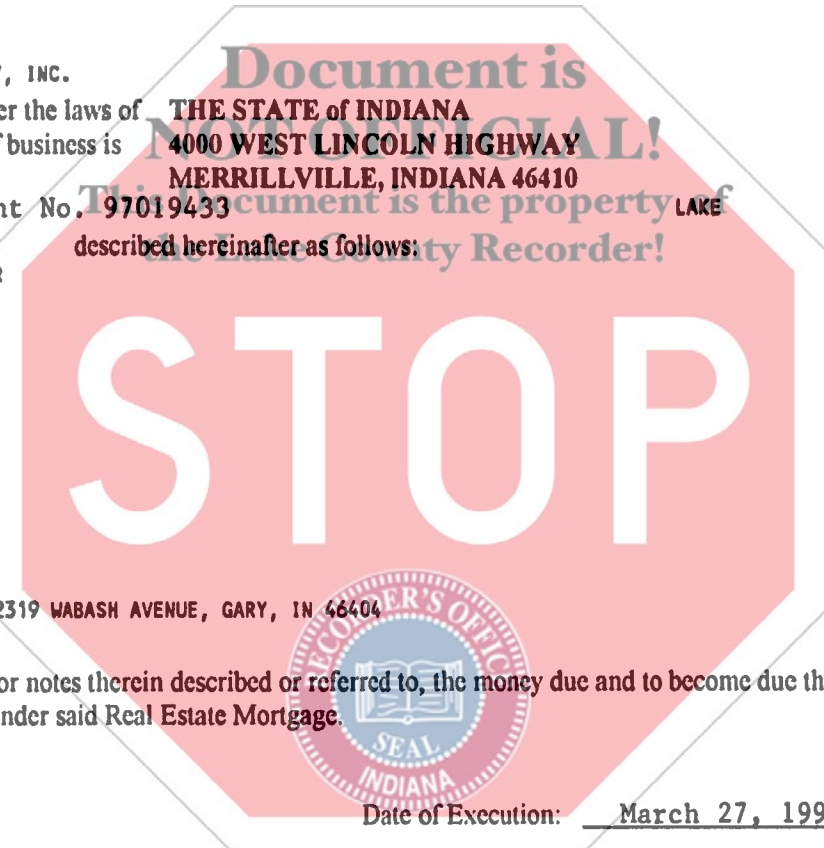 Document is
, INC.
er the laws of THE STATE of INDIANA
f business is 4000 WEST LINCOLN HIGHWAY
NOT OFFICIAL!
MERRILLVILLE, INDIANA 46410
nt No. 97019433 LAKE
This Document is the property of
described hereinafter as follows:
the Lake County Recorder!
STOP
2319 WABASH AVENUE, GARY, IN 46404
RECORDER'S OFFICE
or notes therein described or referred to, the money due and to become due th
nder said Real Estate Mortgage.
SEAL
INDIANA
Date of Execution: March 27, 199